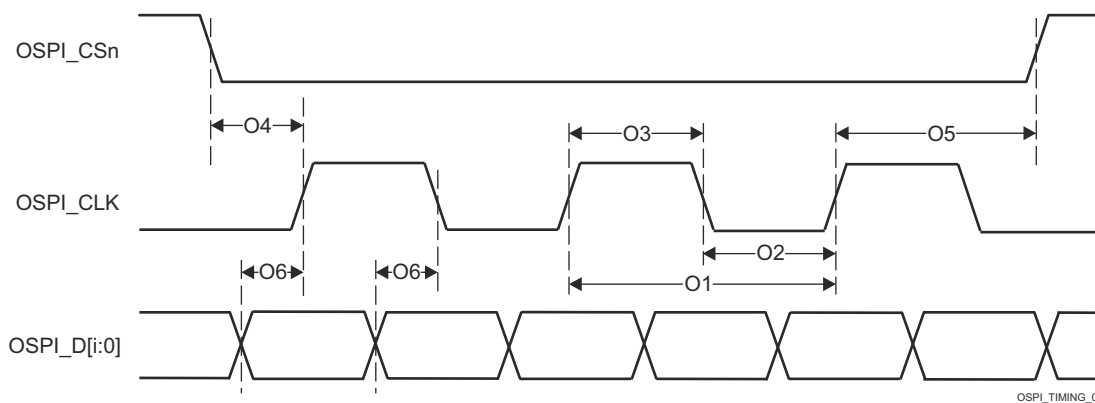 OSPI_CSn
O4
O3
O5
OSPI_CLK
O2
O6
O6
O1
OSPI_D[i:0]